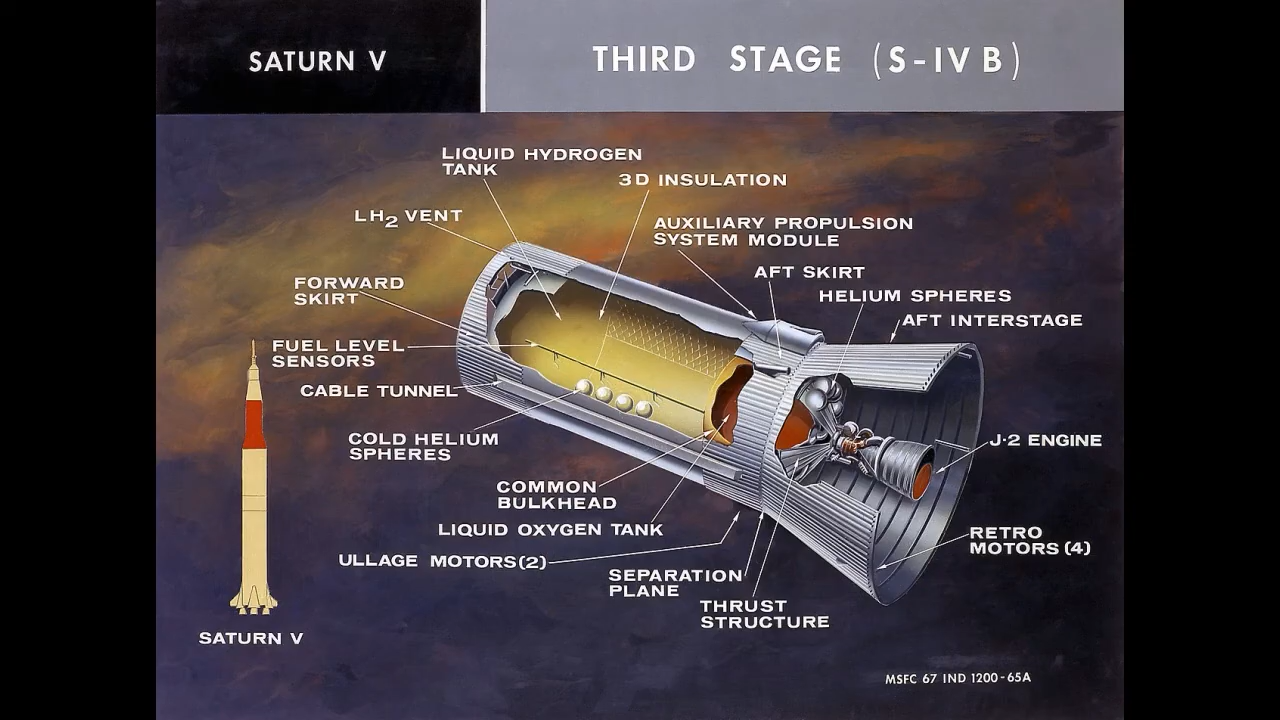 SATURN V
THIRD STAGE (S-IV B)
LIQUID HYDROGEN
TANK
3D INSULATION
LH₂ VENT
AUXILIARY PROPULSION
SYSTEM MODULE
AFT SKIRT
FORWARD
SKIRT
HELIUM SPHERES
AFT INTERSTAGE
FUEL LEVEL
SENSORS
CABLE TUNNEL
COLD HELIUM
SPHERES
J-2 ENGINE
COMMON
BULKHEAD
LIQUID OXYGEN TANK
RETRO
MOTORS (4)
ULLAGE MOTORS(2)
SEPARATION
PLANE
THRUST
STRUCTURE
SATURN V
MSFC 67 IND 1200-65A